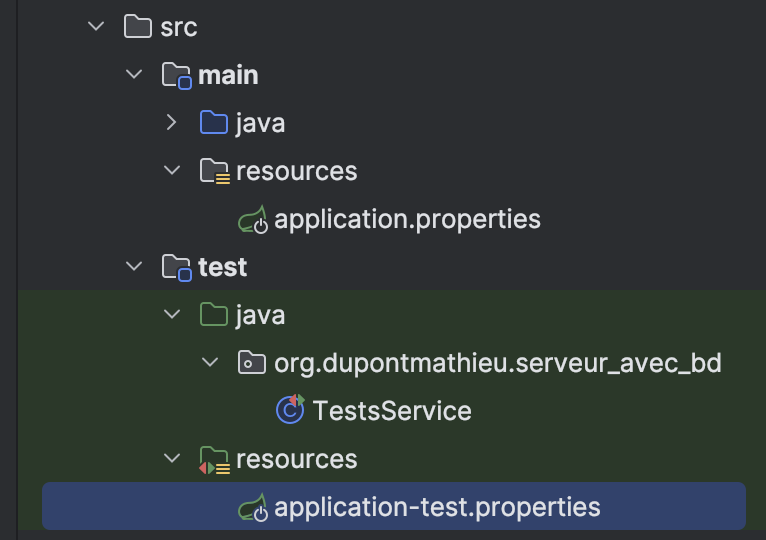 src
main
java
resources
application.properties
test
java
org.dupontmathieu.serveur_avec_bd
TestsService
resources
application-test.properties